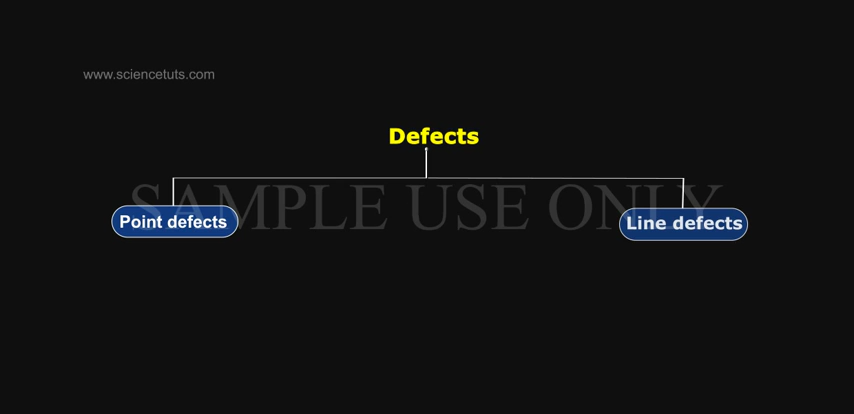 www.sciencetuts.com
Defects
SAMPLE USE ONLY
Point defects
Line defects